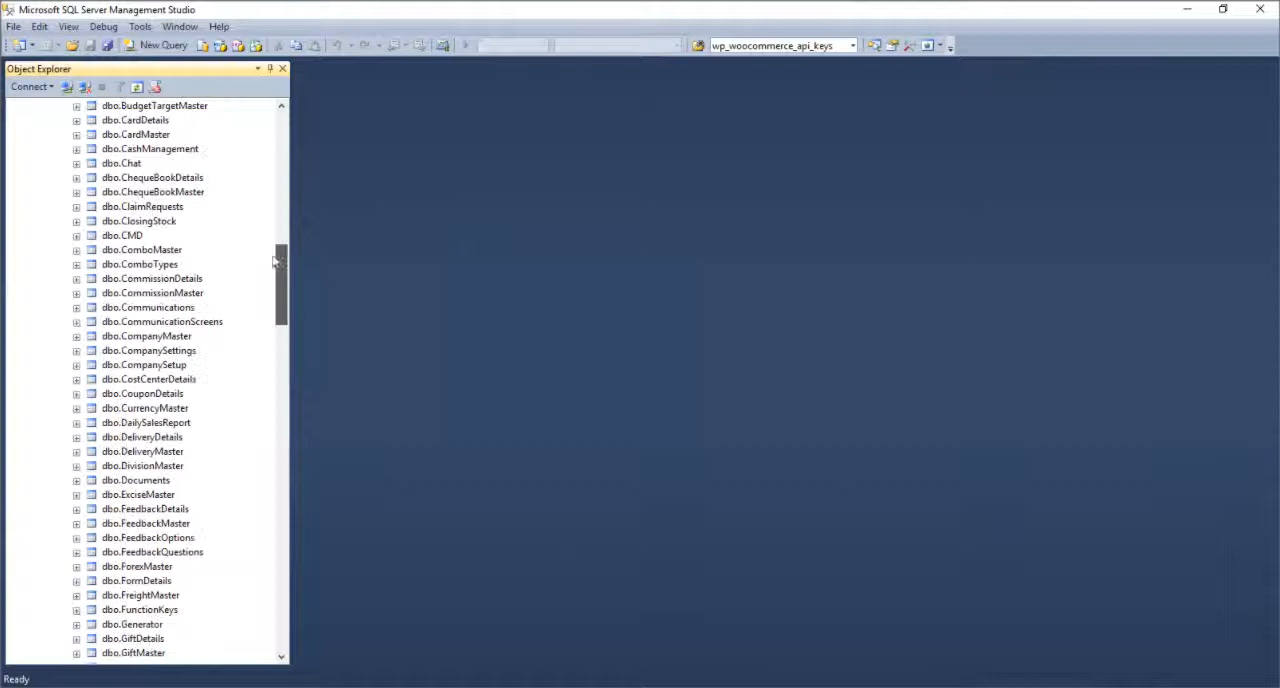 Microsoft SQL Server Management Studio
File Edit View Debug Tools Window Help
New Query wp_woocommerce_api_keys
Object Explorer
Connect
dbo.BudgetTargetMaster
dbo.CardDetails
dbo.CardMaster
dbo.CashManagement
dbo.Chat
dbo.ChequeBookDetails
dbo.ChequeBookMaster
dbo.ClaimRequests
dbo.ClosingStock
dbo.CMD
dbo.ComboMaster
dbo.ComboTypes
dbo.CommissionDetails
dbo.CommissionMaster
dbo.Communications
dbo.CommunicationScreens
dbo.CompanyMaster
dbo.CompanySettings
dbo.CompanySetup
dbo.CostCenterDetails
dbo.CouponDetails
dbo.CurrencyMaster
dbo.DailySalesReport
dbo.DeliveryDetails
dbo.DeliveryMaster
dbo.DivisionMaster
dbo.Documents
dbo.ExciseMaster
dbo.FeedbackDetails
dbo.FeedbackMaster
dbo.FeedbackOptions
dbo.FeedbackQuestions
dbo.ForexMaster
dbo.FormDetails
dbo.FreightMaster
dbo.FunctionKeys
dbo.Generator
dbo.GiftDetails
dbo.GiftMaster
Ready